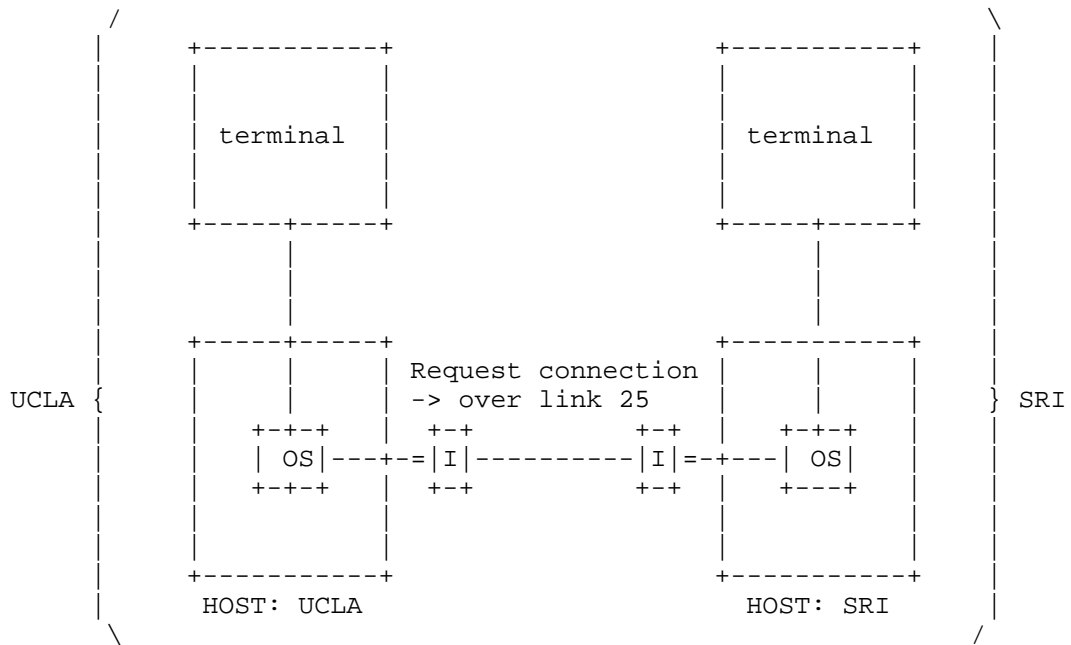 terminal terminal
Request connection
UCLA { -> over link 25 } SRI
OS I I OS
HOST: UCLA HOST: SRI